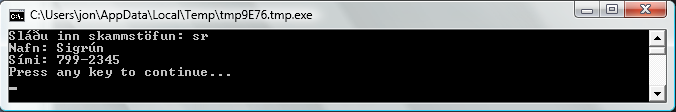 C:\Users\jon\AppData\Local\Temp\tmp9E76.tmp.exe
Sláðu inn skammstöfun: sr
Nafn: Sigrún
Sími: 799-2345
Press any key to continue...